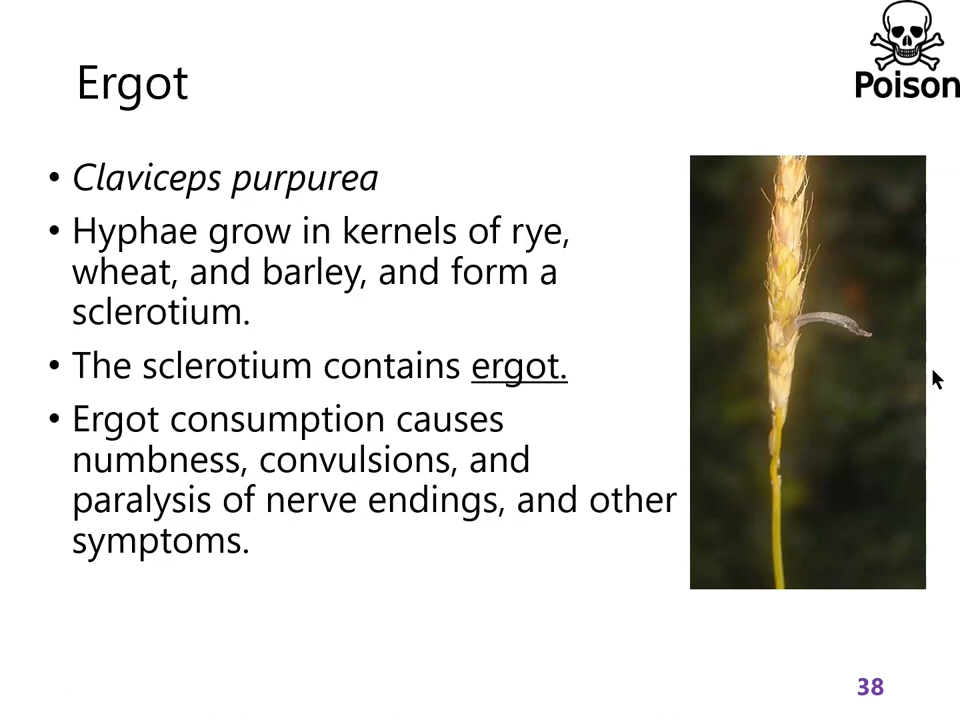 Poison
Ergot
• Claviceps purpurea
• Hyphae grow in kernels of rye,
wheat, and barley, and form a
sclerotium.
• The sclerotium contains ergot.
• Ergot consumption causes
numbness, convulsions, and
paralysis of nerve endings, and other
symptoms.
38